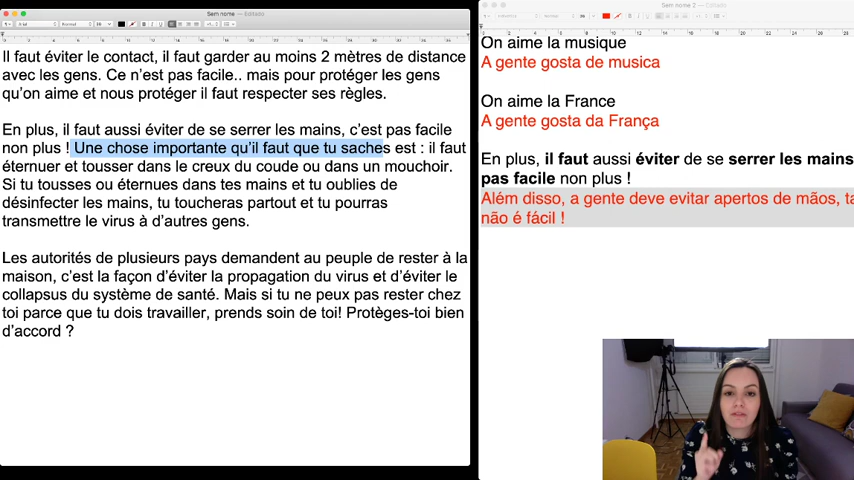 Sem nome — Editado
Il faut éviter le contact, il faut garder au moins 2 mètres de distance
avec les gens. Ce n'est pas facile.. mais pour protéger les gens
qu'on aime et nous protéger il faut respecter ses règles.
En plus, il faut aussi éviter de se serrer les mains, c'est pas facile
non plus ! Une chose importante qu'il faut que tu saches est : il faut
éternuer et tousser dans le creux du coude ou dans un mouchoir.
Si tu tousses ou éternues dans tes mains et tu oublies de
désinfecter les mains, tu toucheras partout et tu pourras
transmettre le virus à d'autres gens.
Les autorités de plusieurs pays demandent au peuple de rester à la
maison, c'est la façon d'éviter la propagation du virus et d'éviter le
collapsus du système de santé. Mais si tu ne peux pas rester chez
toi parce que tu dois travailler, prends soin de toi! Protèges-toi bien
d'accord ?
Sem nome 2 — Editado
On aime la musique
A gente gosta de musica
On aime la France
A gente gosta da França
En plus, il faut aussi éviter de se serrer les mains
pas facile non plus !
Além disso, a gente deve evitar apertos de mãos, ta
não é fácil !